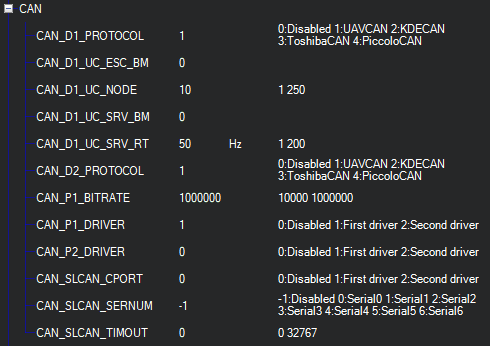 CAN
CAN_D1_PROTOCOL 1 0:Disabled 1:UAVCAN 2:KDECAN
3:ToshibaCAN 4:PiccoloCAN
CAN_D1_UC_ESC_BM 0
CAN_D1_UC_NODE 10 1 250
CAN_D1_UC_SRV_BM 0
CAN_D1_UC_SRV_RT 50 Hz 1 200
CAN_D2_PROTOCOL 1 0:Disabled 1:UAVCAN 2:KDECAN
3:ToshibaCAN 4:PiccoloCAN
CAN_P1_BITRATE 1000000 10000 1000000
CAN_P1_DRIVER 1 0:Disabled 1:First driver 2:Second driver
CAN_P2_DRIVER 0 0:Disabled 1:First driver 2:Second driver
CAN_SLCAN_CPORT 0 0:Disabled 1:First driver 2:Second driver
CAN_SLCAN_SERNUM -1 -1:Disabled 0:Serial0 1:Serial1 2:Serial2
3:Serial3 4:Serial4 5:Serial5 6:Serial6
CAN_SLCAN_TIMOUT 0 0 32767